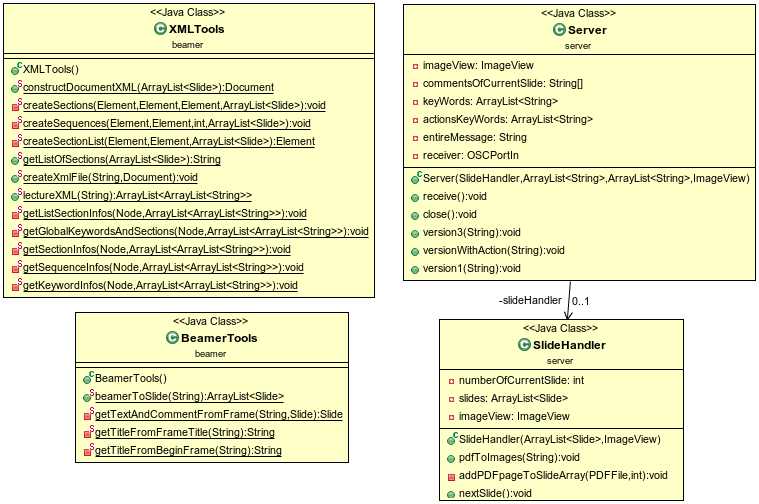 <<Java Class>>
XMLTools
beamer
XMLTools()
constructDocumentXML(ArrayList<Slide>):Document
createSections(Element,Element,Element,ArrayList<Slide>):void
createSequences(Element,Element,int,ArrayList<Slide>):void
createSectionList(Element,Element,ArrayList<Slide>):Element
getListOfSections(ArrayList<Slide>):String
createXmlFile(String,Document):void
lectureXML(String):ArrayList<ArrayList<String>>
getListSectionInfos(Node,ArrayList<ArrayList<String>>):void
getGlobalKeywordsAndSections(Node,ArrayList<ArrayList<String>>):void
getSectionInfos(Node,ArrayList<ArrayList<String>>):void
getSequenceInfos(Node,ArrayList<ArrayList<String>>):void
getKeywordInfos(Node,ArrayList<ArrayList<String>>):void
<<Java Class>>
Server
server
imageView: ImageView
commentsOfCurrentSlide: String[]
keyWords: ArrayList<String>
actionsKeyWords: ArrayList<String>
entireMessage: String
receiver: OSCPortIn
Server(SlideHandler,ArrayList<String>,ArrayList<String>,ImageView)
receive():void
close():void
version3(String):void
versionWithAction(String):void
version1(String):void
-slideHandler 0..1
<<Java Class>>
BeamerTools
beamer
BeamerTools()
beamerToSlide(String):ArrayList<Slide>
getTextAndCommentFromFrame(String,Slide):Slide
getTitleFromFrameTitle(String):String
getTitleFromBeginFrame(String):String
<<Java Class>>
SlideHandler
server
numberOfCurrentSlide: int
slides: ArrayList<Slide>
imageView: ImageView
SlideHandler(ArrayList<Slide>,ImageView)
pdfToImages(String):void
addPDFpageToSlideArray(PDFFile,int):void
nextSlide():void